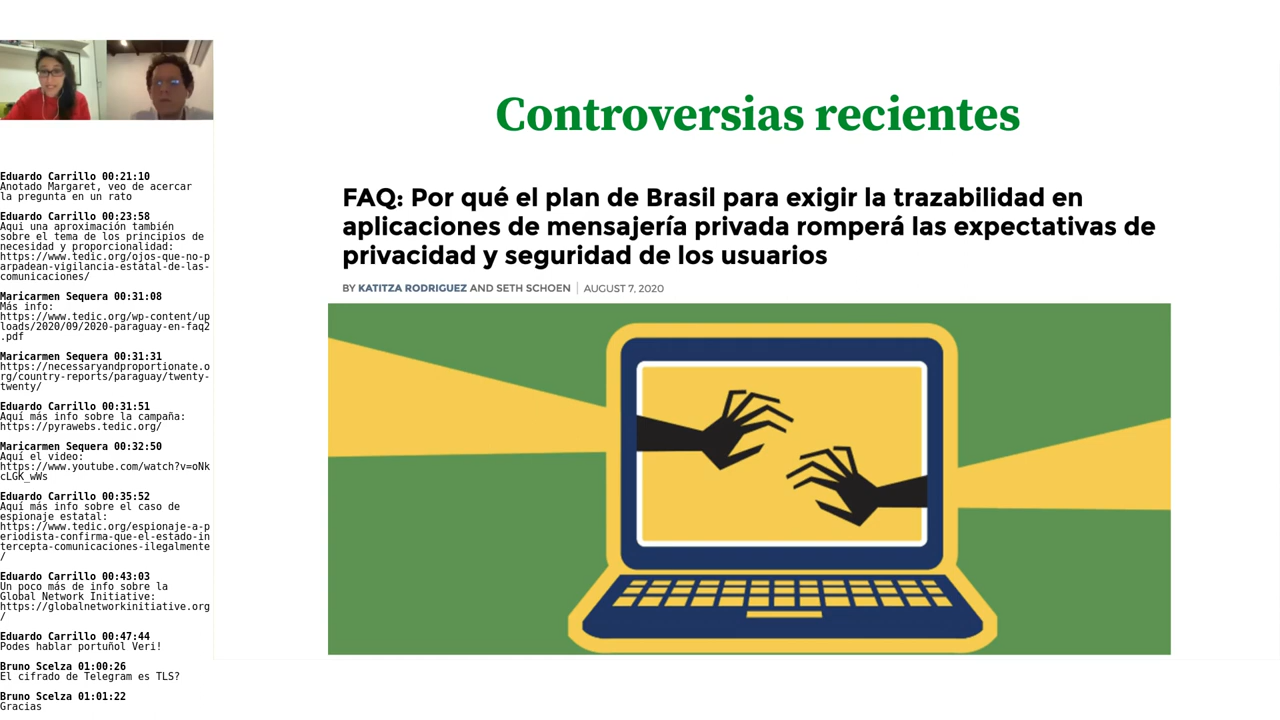 Controversias recientes
FAQ: Por qué el plan de Brasil para exigir la trazabilidad en
aplicaciones de mensajería privada romperá las expectativas de
privacidad y seguridad de los usuarios
BY KATITZA RODRIGUEZ AND SETH SCHOEN | AUGUST 7, 2020
Eduardo Carrillo 00:21:10
Anotado Margaret, veo de acercar
la pregunta en un rato
Eduardo Carrillo 00:23:58
Aqui una aproximación también
sobre el tema de los principios de
necesidad y proporcionalidad:
https://www.tedic.org/ojos-que-no-p
arpadean-vigilancia-estatal-de-las-
comunicaciones/
Maricarmen Sequera 00:31:08
Más info:
https://www.tedic.org/wp-content/up
loads/2020/09/2020-paraguay-en-faq2
.pdf
Maricarmen Sequera 00:31:31
https://necessaryandproportionate.o
rg/country-reports/paraguay/twenty-
twenty/
Eduardo Carrillo 00:31:51
Aquí más info sobre la campaña:
https://pyrawebs.tedic.org/
Maricarmen Sequera 00:32:50
Aquí el video:
https://www.youtube.com/watch?v=oNk
cLGK_wWs
Eduardo Carrillo 00:35:52
Aquí más info sobre el caso de
espionaje estatal:
https://www.tedic.org/espionaje-a-p
eriodista-confirma-que-el-estado-in
tercepta-comunicaciones-ilegalmente
/
Eduardo Carrillo 00:43:03
Un poco más de info sobre la
Global Network Initiative:
https://globalnetworkinitiative.org
/
Eduardo Carrillo 00:47:44
Podes hablar portuñol Veri!
Bruno Scelza 01:00:26
El cifrado de Telegram es TLS?
Bruno Scelza 01:01:22
Gracias